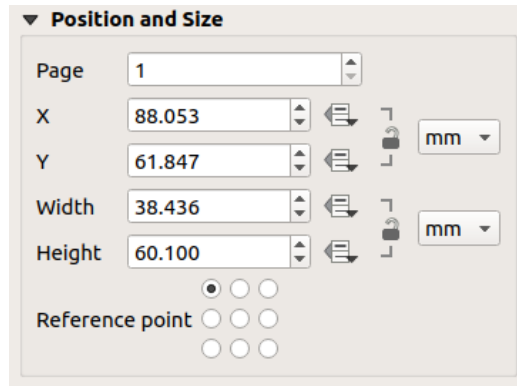 Position and Size
Page 1
X 88.053
mm
Y 61.847
Width 38.436
mm
Height 60.100
Reference point